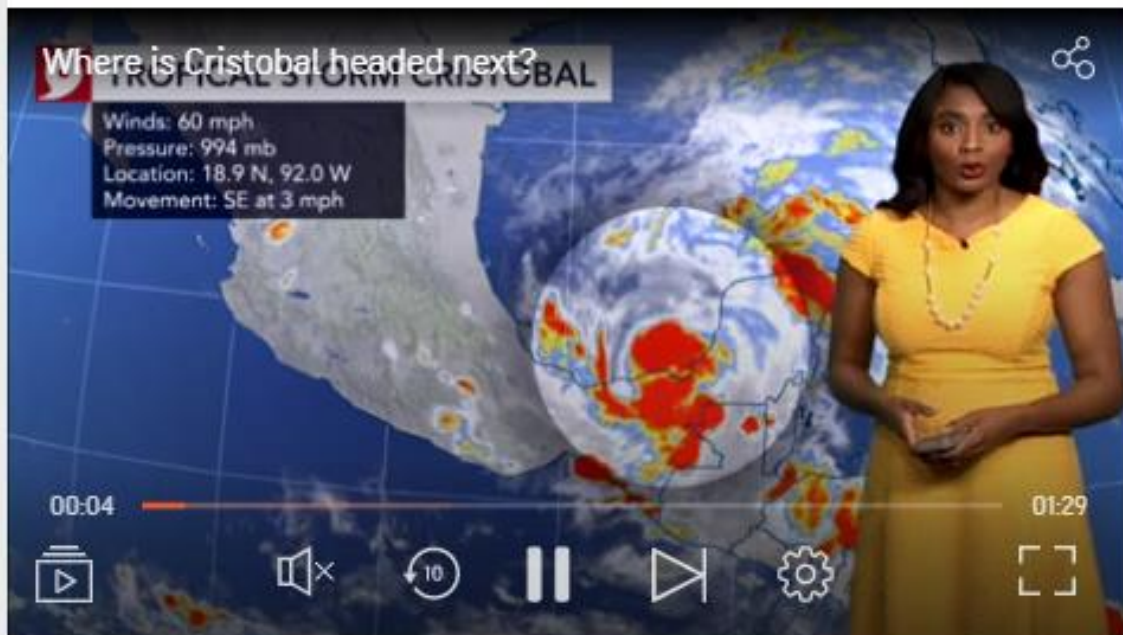 Where is Cristobal headed next?
TROPICAL STORM CRISTOBAL
Winds: 60 mph
Pressure: 994 mb
Location: 18.9 N, 92.0 W
Movement: SE at 3 mph
00:04
01:29
10